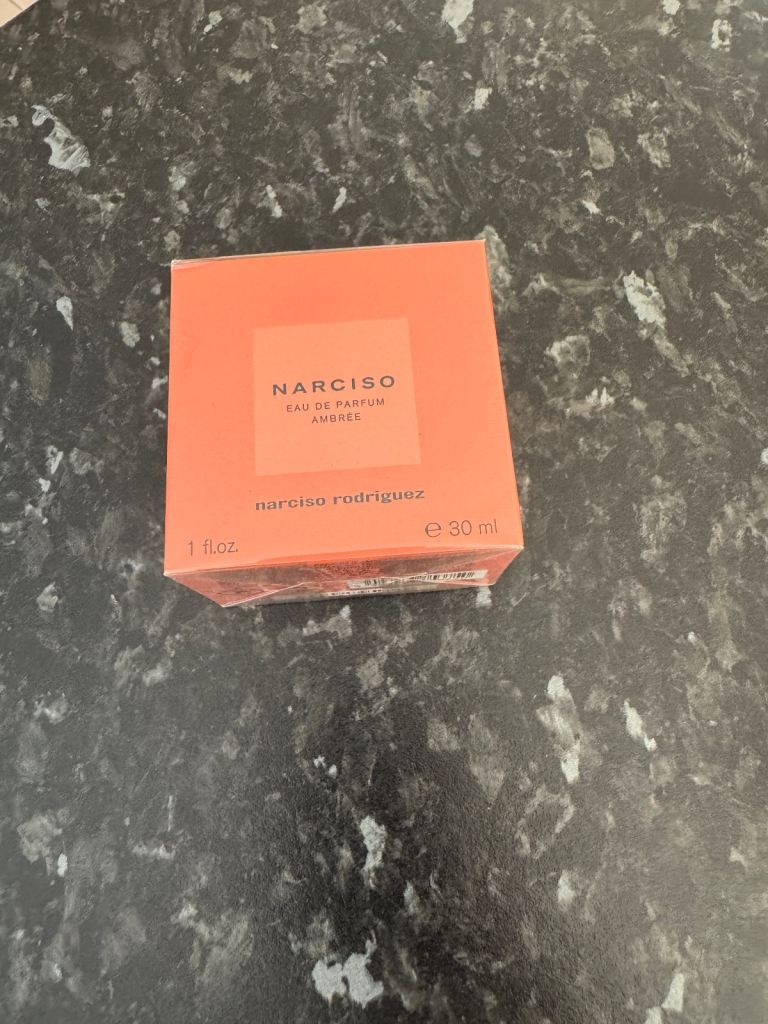 NARCISO
EAU DE PARFUM
AMBRÉE
narciso rodriguez
1 fl.oz.
℮ 30 ml